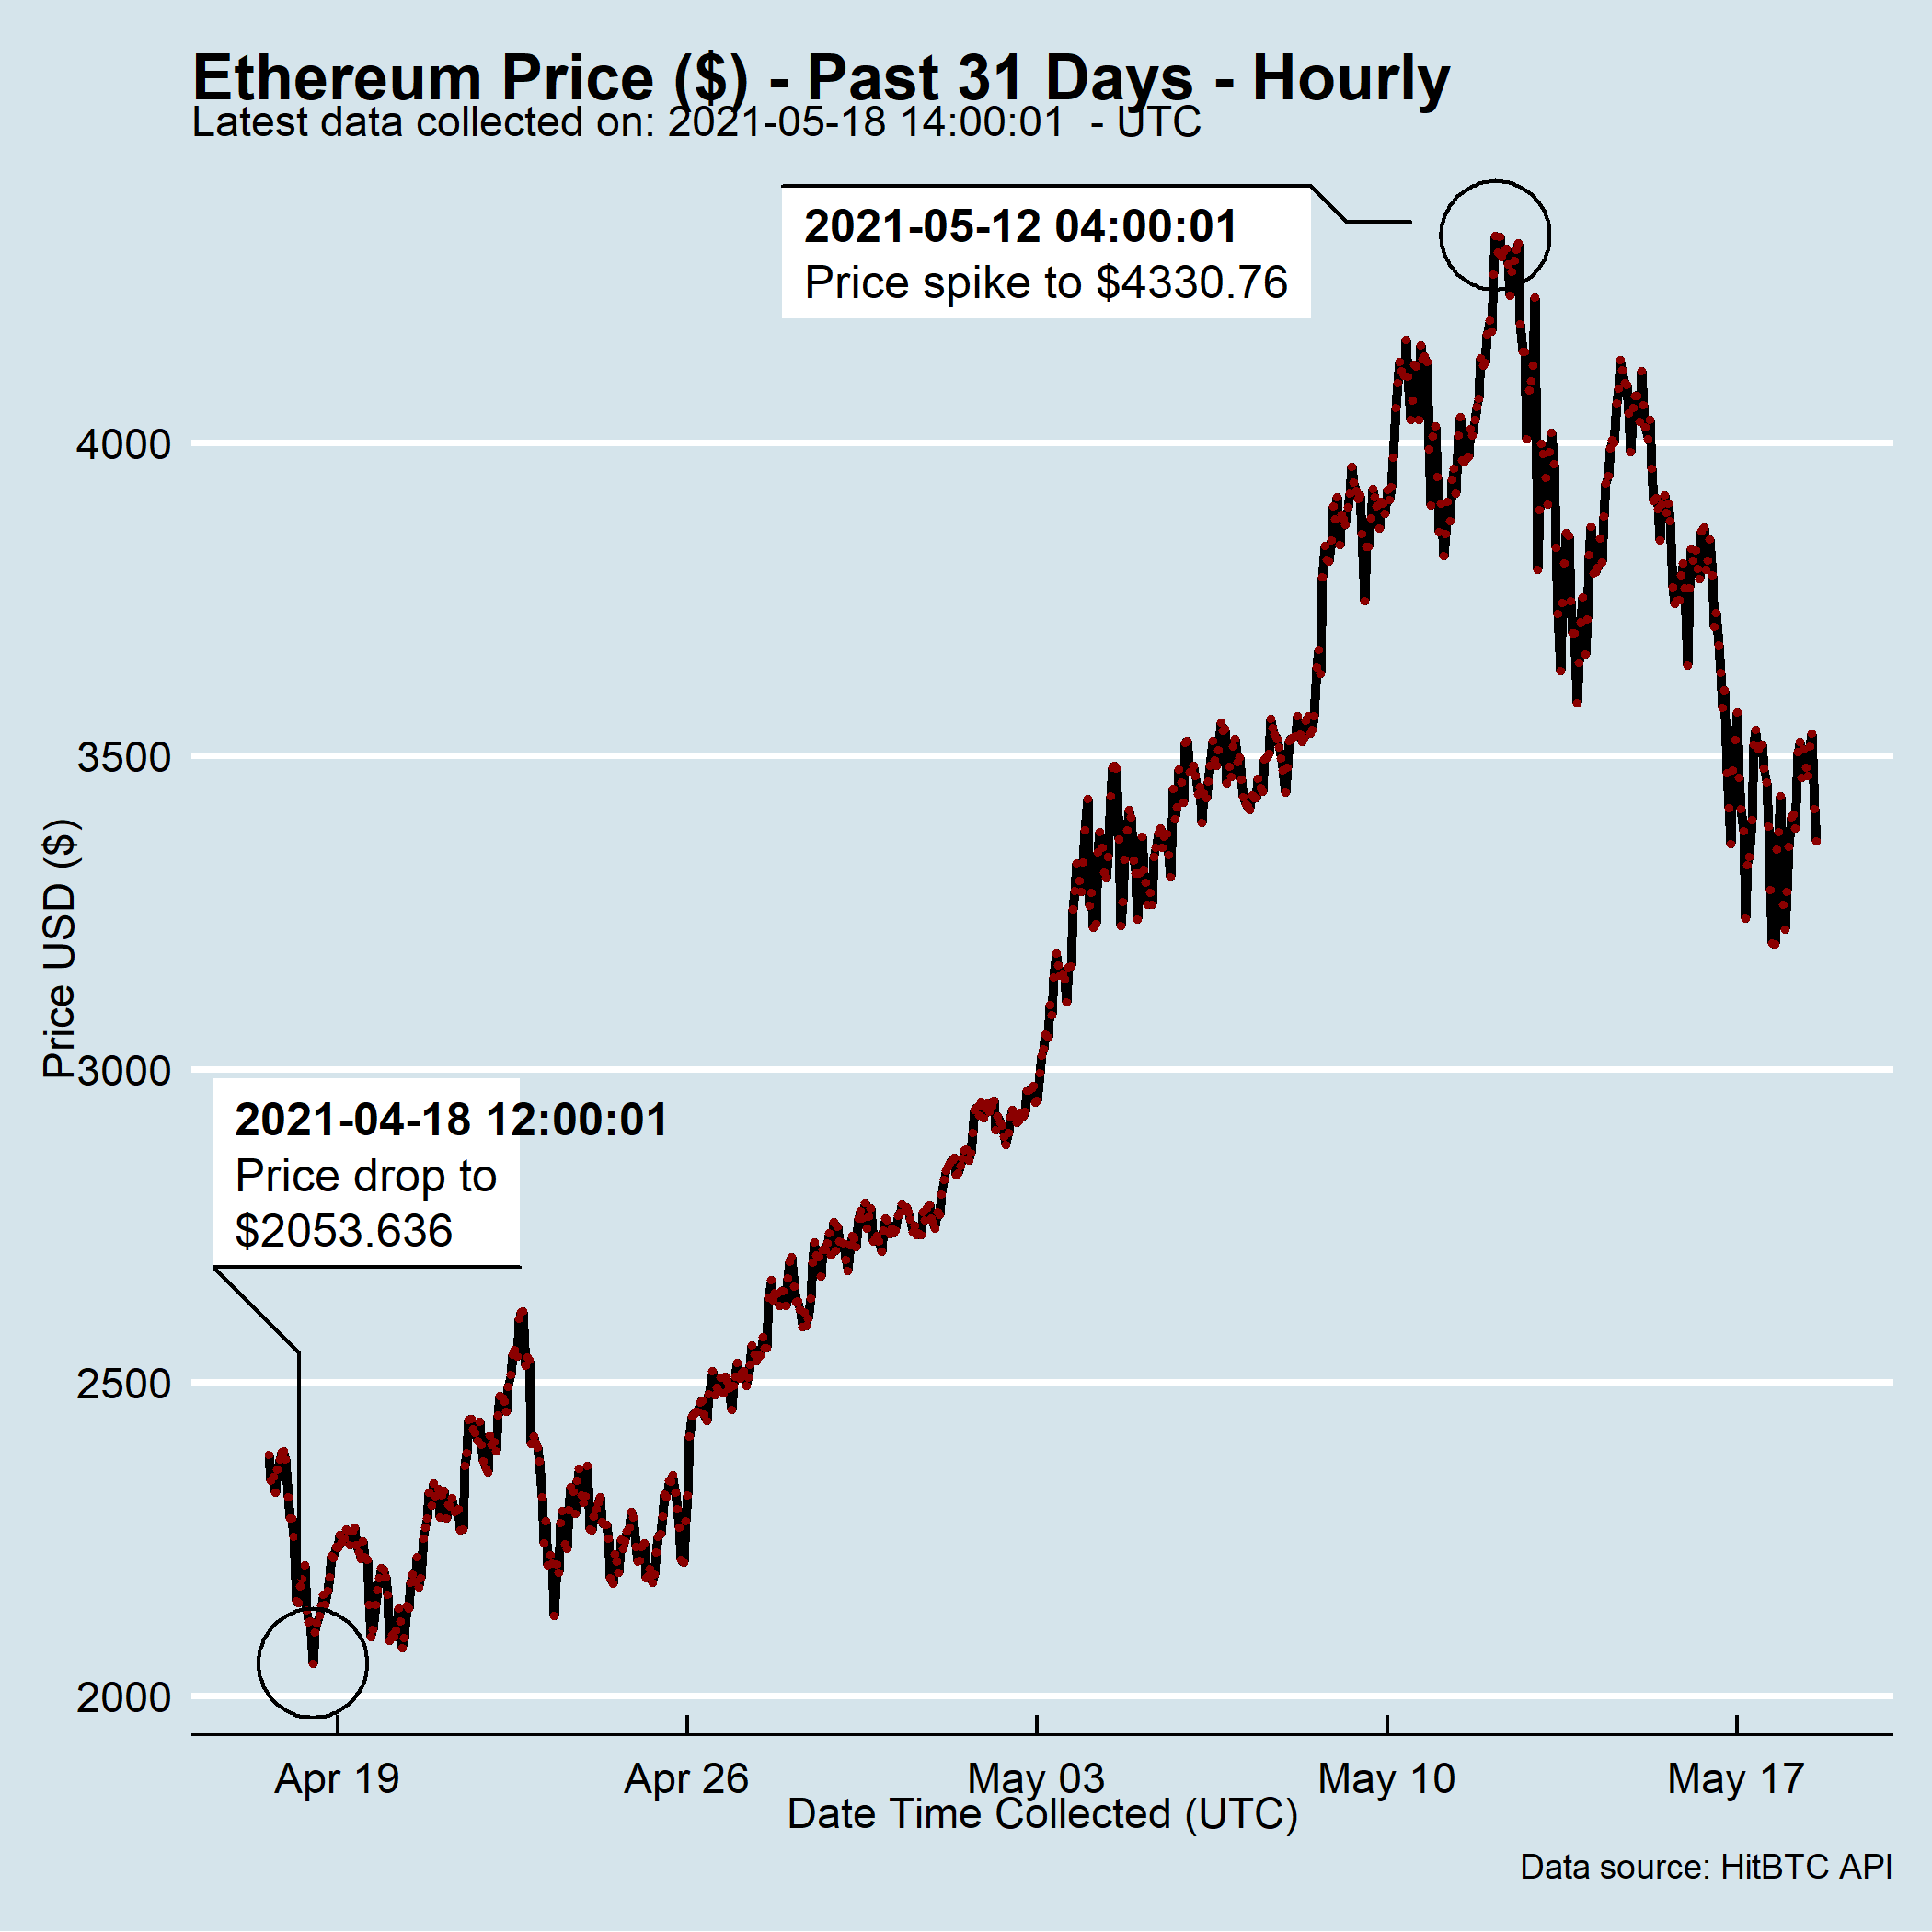 Ethereum Price ($) - Past 31 Days - Hourly
Latest data collected on: 2021-05-18 14:00:01  - UTC
2021-05-12 04:00:01
Price spike to $4330.76
4000
3500
Price USD ($)
3000
2021-04-18 12:00:01
Price drop to
$2053.636
2500
2000
Apr 19
Apr 26
May 03
May 10
May 17
Date Time Collected (UTC)
Data source: HitBTC API